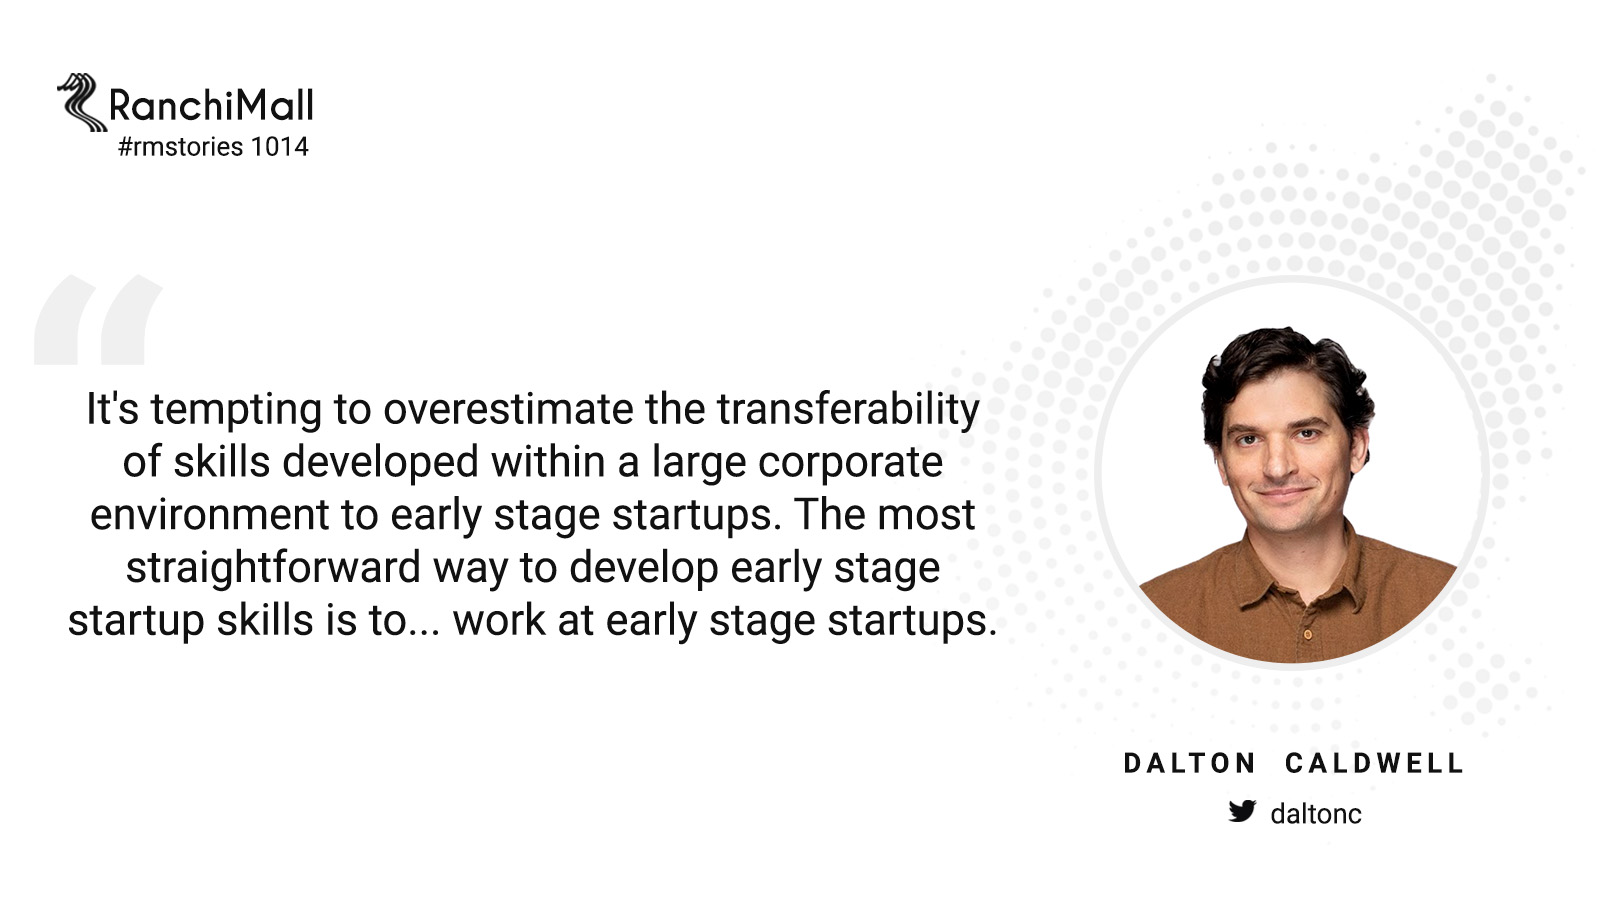 RanchiMall
#rmstories 1014
“
It's tempting to overestimate the transferability
of skills developed within a large corporate
environment to early stage startups. The most
straightforward way to develop early stage
startup skills is to... work at early stage startups.
DALTON CALDWELL
daltonc